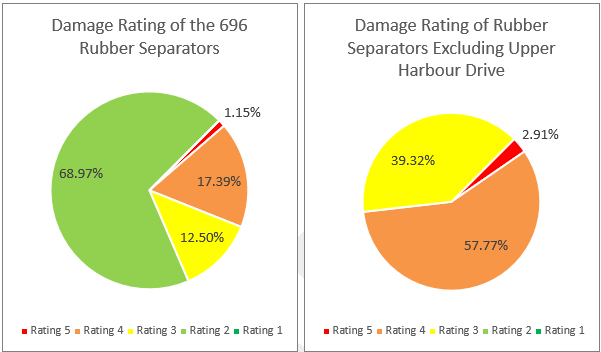 Damage Rating of the 696
Rubber Separators
1.15%
68.97%
17.39%
12.50%
Rating 5 Rating 4 Rating 3 Rating 2 Rating 1
Damage Rating of Rubber
Separators Excluding Upper
Harbour Drive
2.91%
39.32%
57.77%
Rating 5 Rating 4 Rating 3 Rating 2 Rating 1